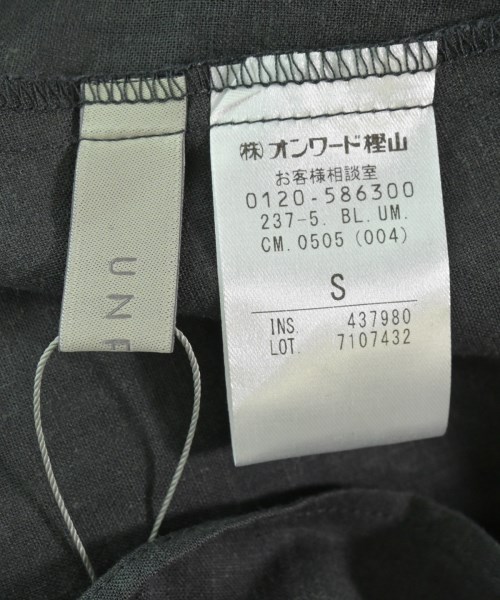 UNF
(株)オンワード樫山
お客様相談室
0120-586300
237-5. BL. UM.
CM. 0505 (004)
S
INS. 437980
LOT. 7107432